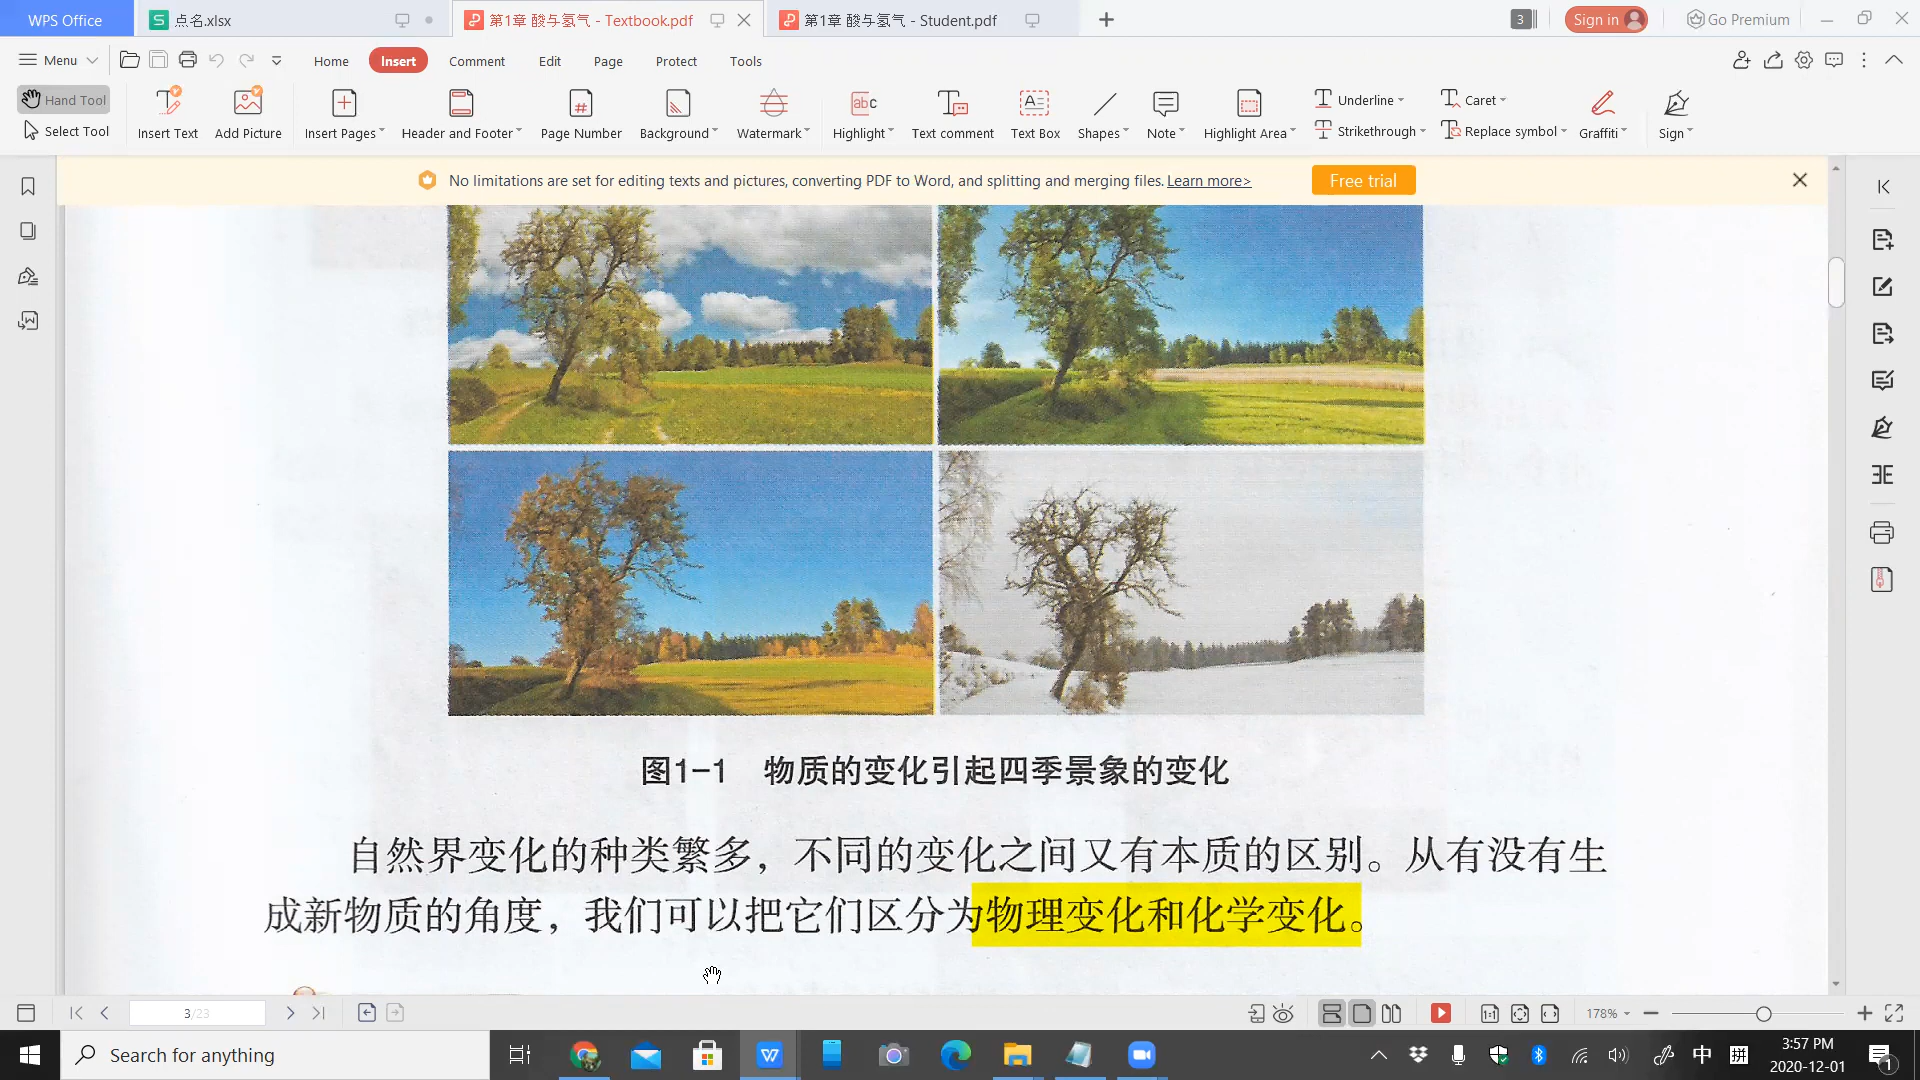 WPS Office
点名.xlsx
第1章 酸与氢气 - Textbook.pdf
第1章 酸与氢气 - Student.pdf
3
Sign in
Go Premium
Menu
Home
Insert
Comment
Edit
Page
Protect
Tools
Hand Tool
Select Tool
Insert Text
Add Picture
Insert Pages
Header and Footer
Page Number
Background
Watermark
Highlight
Text comment
Text Box
Shapes
Note
Highlight Area
Underline
Strikethrough
Caret
Replace symbol
Graffiti
Sign
No limitations are set for editing texts and pictures, converting PDF to Word, and splitting and merging files. Learn more>
Free trial
图1-1 物质的变化引起四季景象的变化
自然界变化的种类繁多，不同的变化之间又有本质的区别。从有没有生
成新物质的角度，我们可以把它们区分为物理变化和化学变化。
3/23
178%
Search for anything
中
拼
3:57 PM
2020-12-01
1